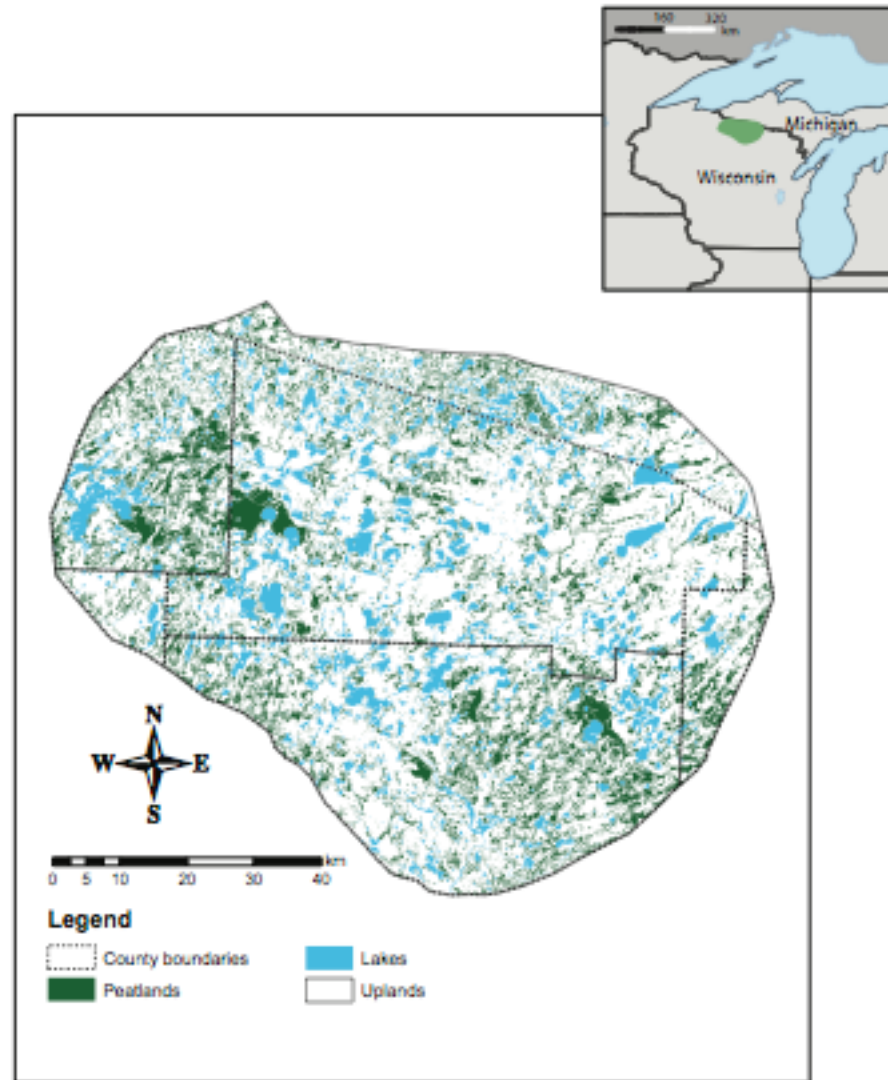 160 320
km
Michigan
Wisconsin
N
W E
S
km
0 5 10 20 30 40
Legend
County boundaries
Lakes
Peatlands
Uplands